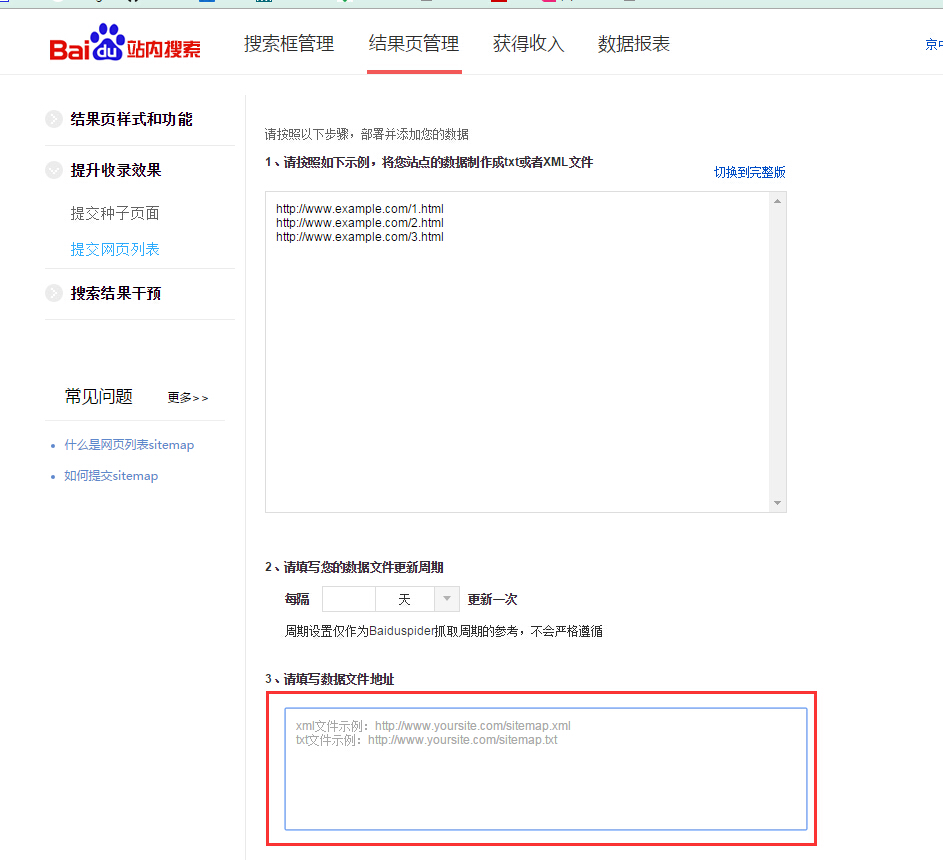 Bai du 站内搜索 搜索框管理 结果页管理 获得收入 数据报表
结果页样式和功能
提升收录效果
提交种子页面
提交网页列表
搜索结果干预
常见问题 更多>>
什么是网页列表sitemap
如何提交sitemap
请按照以下步骤，部署并添加您的数据
1、请按照如下示例，将您站点的数据制作成txt或者XML文件
切换到完整版
http://www.example.com/1.html
http://www.example.com/2.html
http://www.example.com/3.html
2、请填写您的数据文件更新周期
每隔 天 更新一次
周期设置仅作为Baiduspider抓取周期的参考，不会严格遵循
3、请填写数据文件地址
xml文件示例：http://www.yoursite.com/sitemap.xml
txt文件示例：http://www.yoursite.com/sitemap.txt